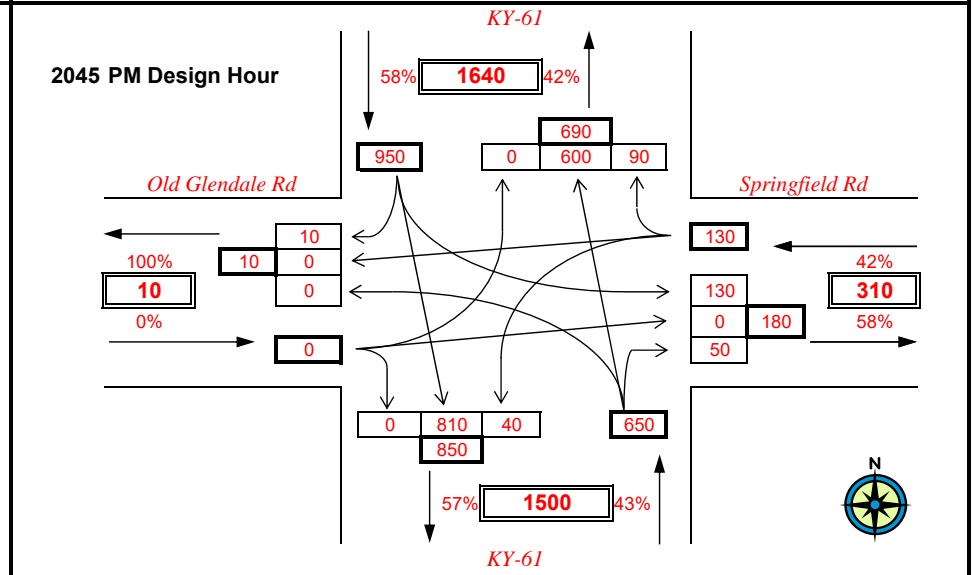 KY-61
2045 PM Design Hour
58% 1640 42%
690
950 0 600 90
Old Glendale Rd Springfield Rd
10 130
100% 10 0 42%
10 0 130 310
0% 0 180 58%
0 50
0 810 40 650
850
N
57% 1500 43%
KY-61